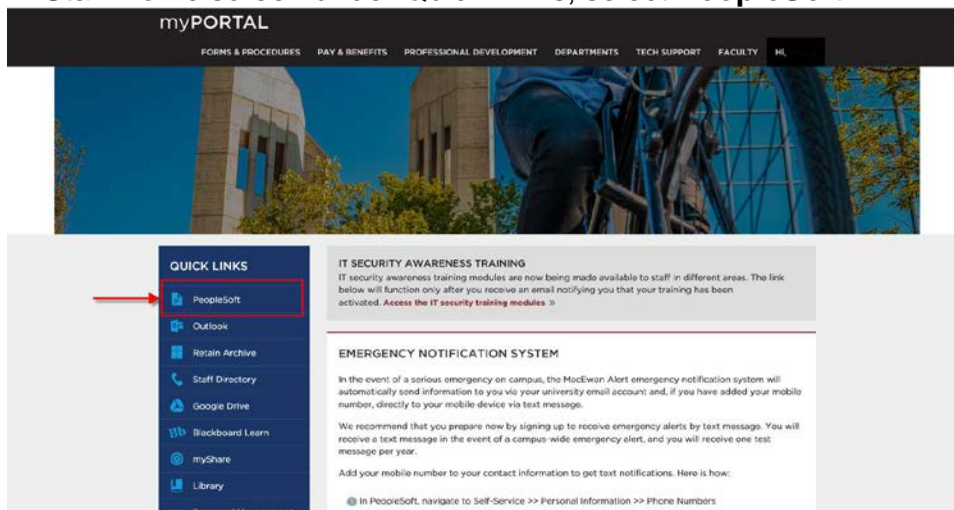 myPORTAL
FORMS & PROCEDURES PAY & BENEFITS PROFESSIONAL DEVELOPMENT DEPARTMENTS TECH SUPPORT FACULTY HI,
QUICK LINKS
PeopleSoft
Outlook
Retain Archive
Staff Directory
Google Drive
Bb Blackboard Learn
myShare
Library
IT SECURITY AWARENESS TRAINING
IT security awareness training modules are now being made available to staff in different areas. The link
below will function only after you receive an email notifying you that your training has been
activated. Access the IT security training modules »
EMERGENCY NOTIFICATION SYSTEM
In the event of a serious emergency on campus, the MacEwan Alert emergency notification system will
automatically send information to you via your university email account and, if you have added your mobile
number, directly to your mobile device via text message.
We recommend that you prepare now by signing up to receive emergency alerts by text message. You will
receive a text message in the event of a campus-wide emergency alert, and you will receive one test
message per year.
Add your mobile number to your contact information to get text notifications. Here is how:
In PeopleSoft, navigate to Self-Service >> Personal Information >> Phone Numbers